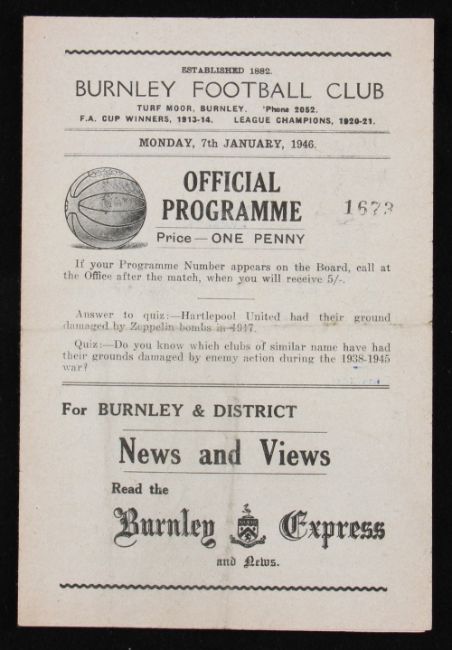 ESTABLISHED 1882.
BURNLEY FOOTBALL CLUB
TURF MOOR, BURNLEY. 'Phone 2052.
F.A. CUP WINNERS, 1913-14. LEAGUE CHAMPIONS, 1920-21.
MONDAY, 7th JANUARY, 1946.
OFFICIAL
PROGRAMME
1673
Price—ONE PENNY
If your Programme Number appears on the Board, call at
the Office after the match, when you will receive 5/-.
Answer to quiz:—Hartlepool United had their ground
damaged by Zeppelin bombs in 1917.
Quiz:—Do you know which clubs of similar name have had
their grounds damaged by enemy action during the 1938-1945
war?
For BURNLEY & DISTRICT
News and Views
Read the
Burnley Express
and News.